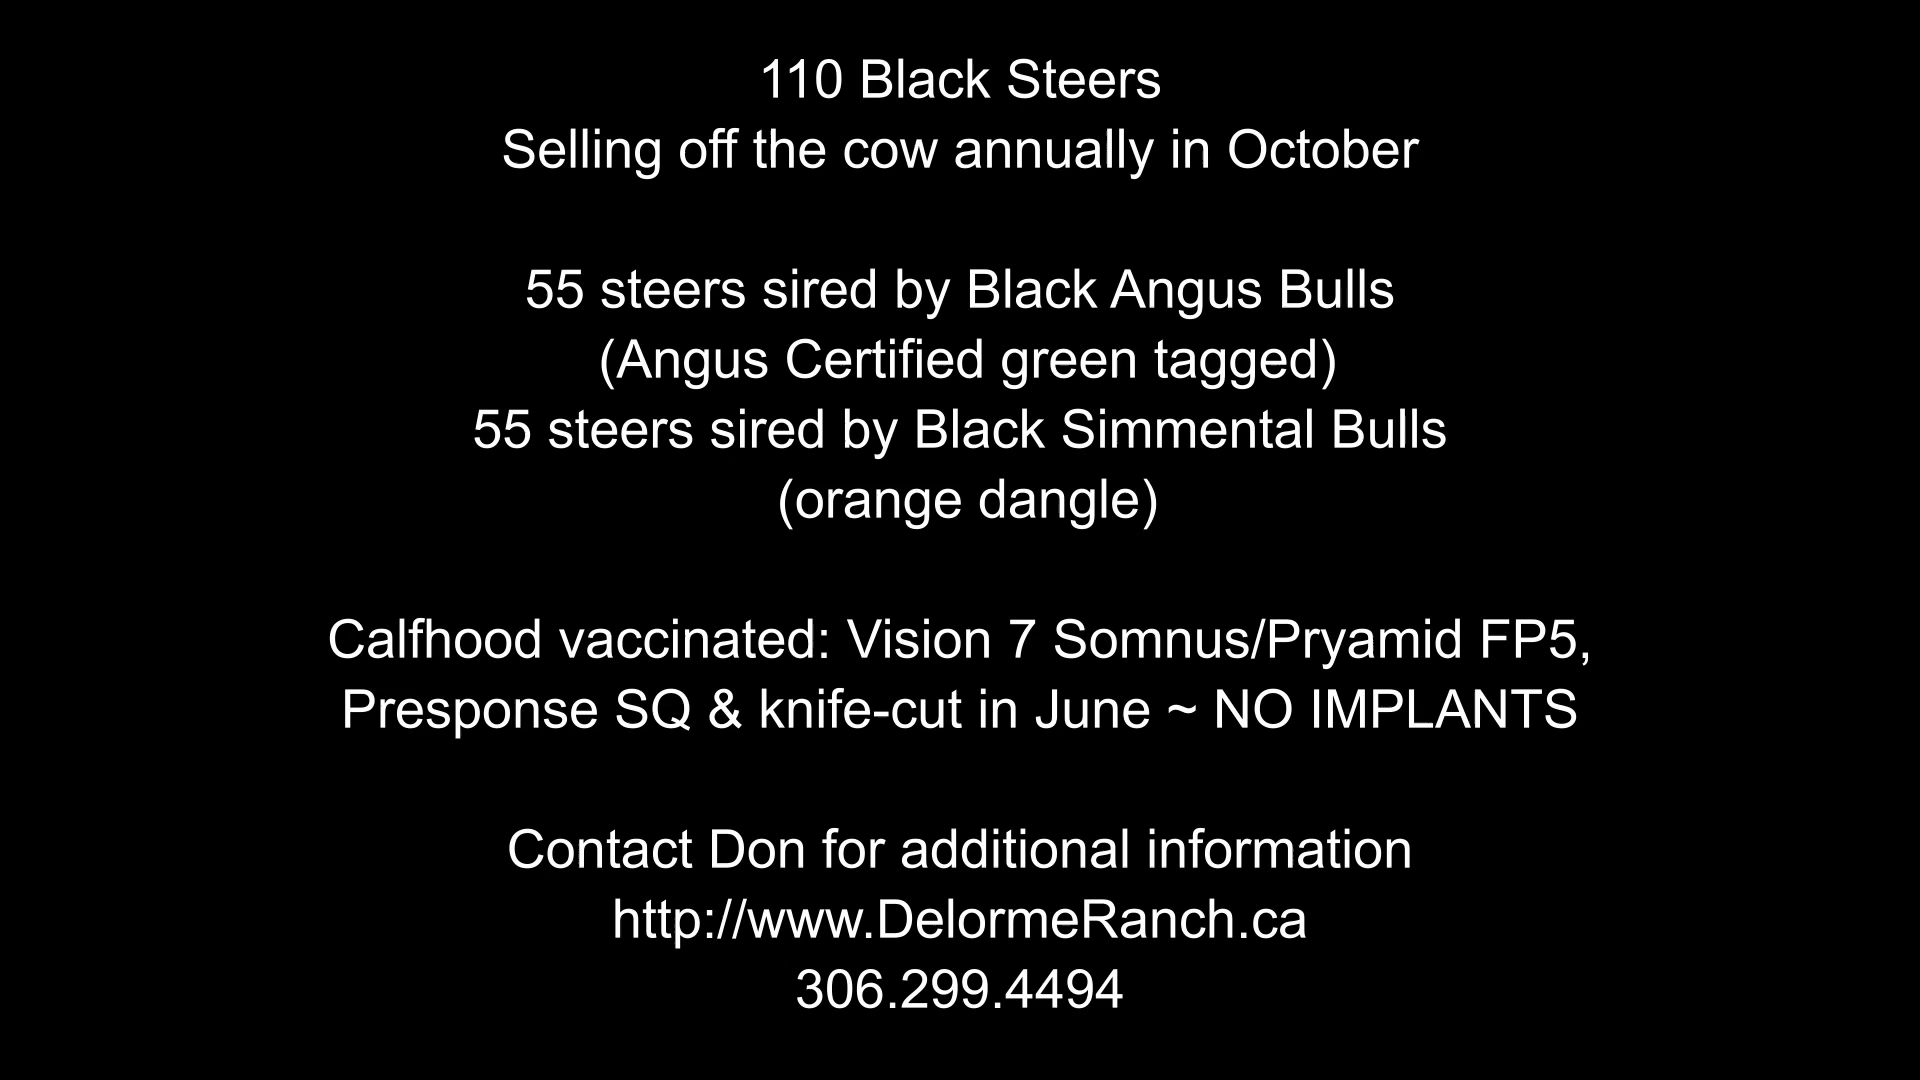 110 Black Steers
Selling off the cow annually in October
55 steers sired by Black Angus Bulls
(Angus Certified green tagged)
55 steers sired by Black Simmental Bulls
(orange dangle)
Calfhood vaccinated: Vision 7 Somnus/Pryamid FP5,
Presponse SQ & knife-cut in June ~ NO IMPLANTS
Contact Don for additional information
http://www.DelormeRanch.ca
306.299.4494